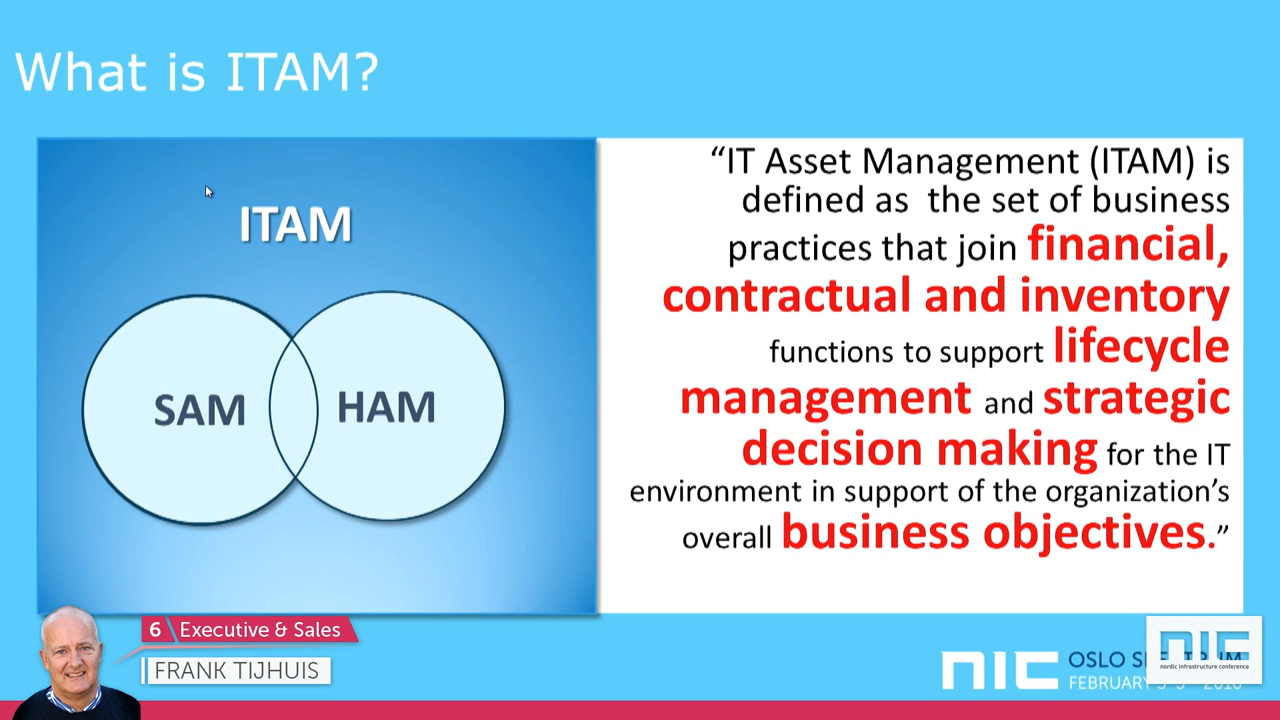 What is ITAM?
ITAM
SAM
HAM
“IT Asset Management (ITAM) is
defined as the set of business
practices that join financial,
contractual and inventory
functions to support lifecycle
management and strategic
decision making for the IT
environment in support of the organization’s
overall business objectives.”
6 Executive & Sales
FRANK TIJHUIS
NIC
OSLO
FEBRUARY
NIC
nordic infrastructure conference